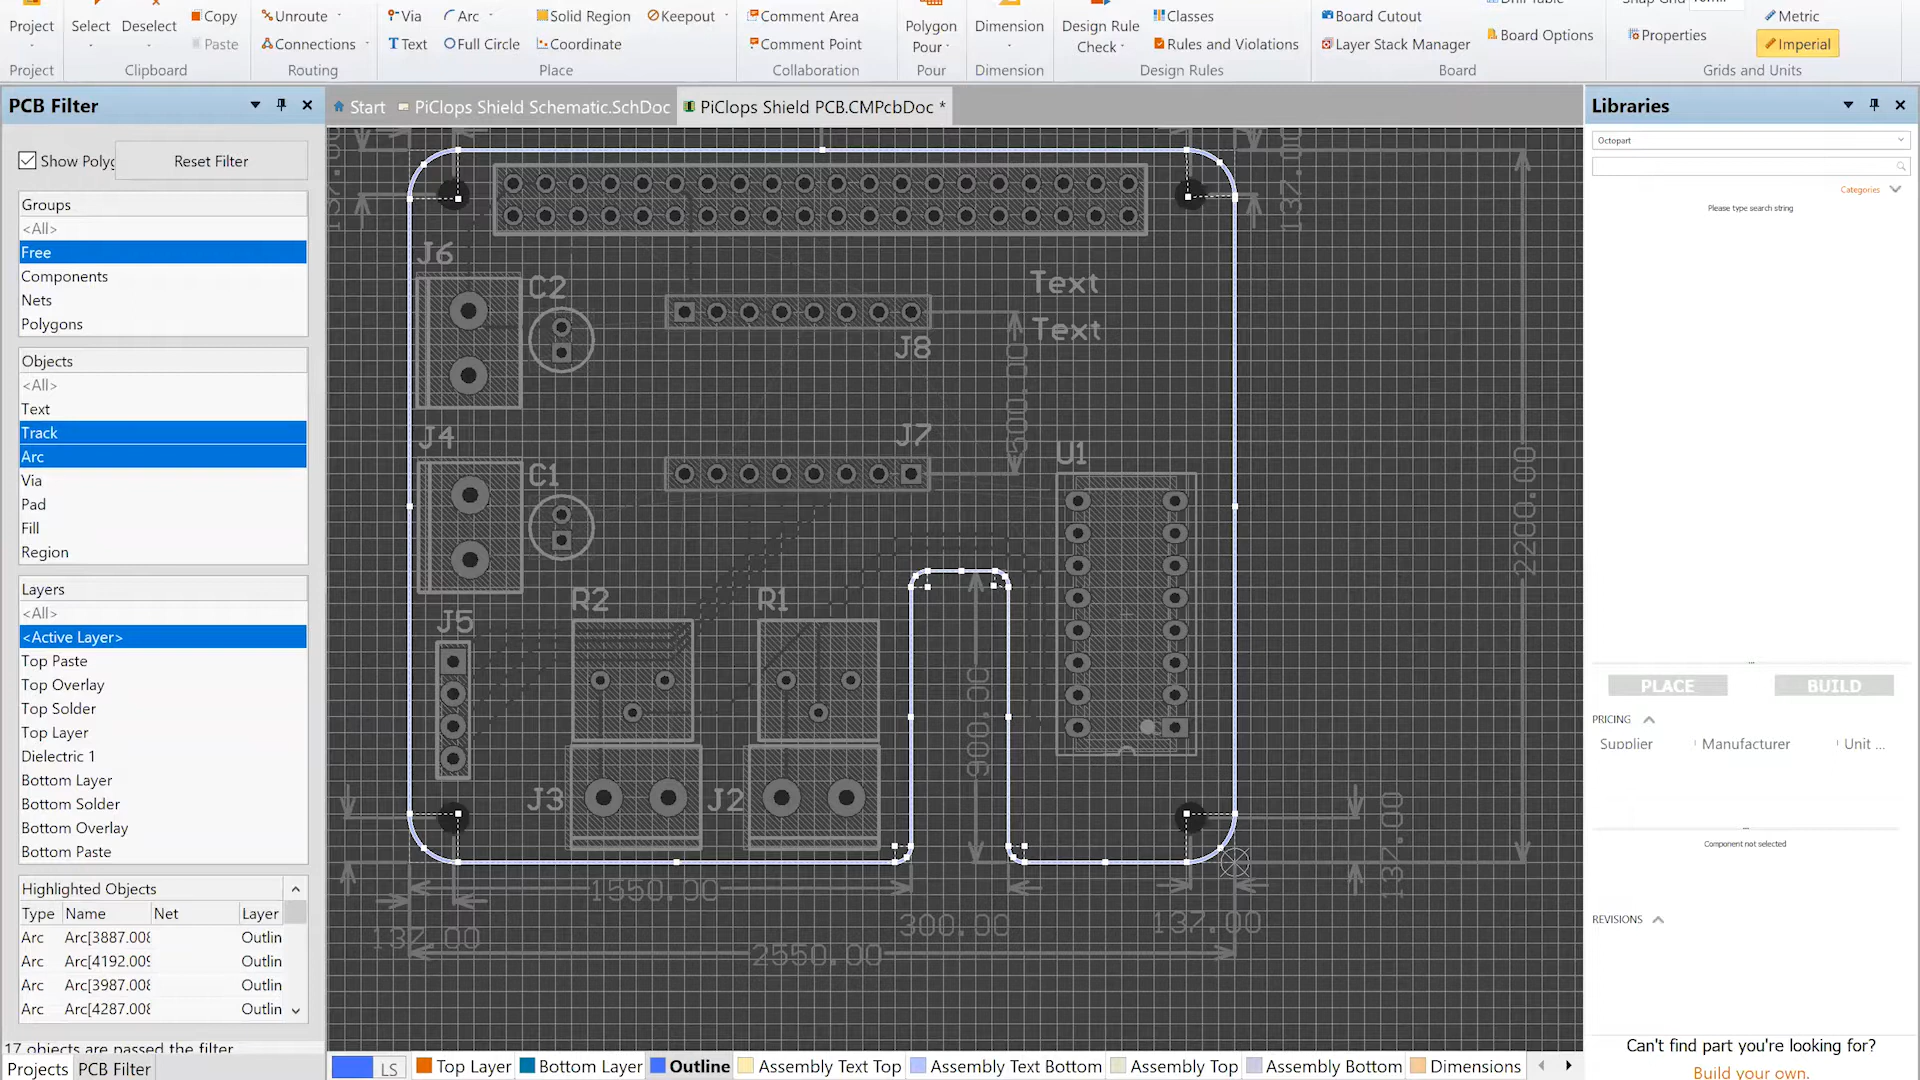 Project
Select
Deselect
Copy
Paste
Unroute
Connections
Via
Text
Arc
Full Circle
Solid Region
Coordinate
Keepout
Comment Area
Comment Point
Polygon
Pour
Dimension
Design Rule
Check
Classes
Rules and Violations
Board Cutout
Layer Stack Manager
Board Options
Properties
Metric
Imperial
Project
Clipboard
Routing
Place
Collaboration
Pour
Dimension
Design Rules
Board
Grids and Units
PCB Filter
Start
PiClops Shield Schematic.SchDoc
PiClops Shield PCB.CMPcbDoc *
Libraries
Show Polyg
Reset Filter
Groups
<All>
Free
Components
Nets
Polygons
Objects
<All>
Text
Track
Arc
Via
Pad
Fill
Region
Layers
<All>
<Active Layer>
Top Paste
Top Overlay
Top Solder
Top Layer
Dielectric 1
Bottom Layer
Bottom Solder
Bottom Overlay
Bottom Paste
Highlighted Objects
Type Name Net Layer
Arc Arc[3887.008 Outlin
Arc Arc[4192.009 Outlin
Arc Arc[3987.008 Outlin
Arc Arc[4287.008 Outlin
17 objects are passed the filter
Projects
PCB Filter
137.00
137.00
J6
C2
Text
Text
J8
500.00
J4
C1
J7
U1
2200.00
J5
R2
R1
900.00
J3
J2
137.00
1550.00
300.00
137.00
137.00
2550.00
LS
Top Layer
Bottom Layer
Outline
Assembly Text Top
Assembly Text Bottom
Assembly Top
Assembly Bottom
Dimensions
Octopart
Categories
Please type search string
PLACE
BUILD
PRICING
Supplier
Manufacturer
Unit ...
Component not selected
REVISIONS
Can't find part you're looking for?
Build your own.